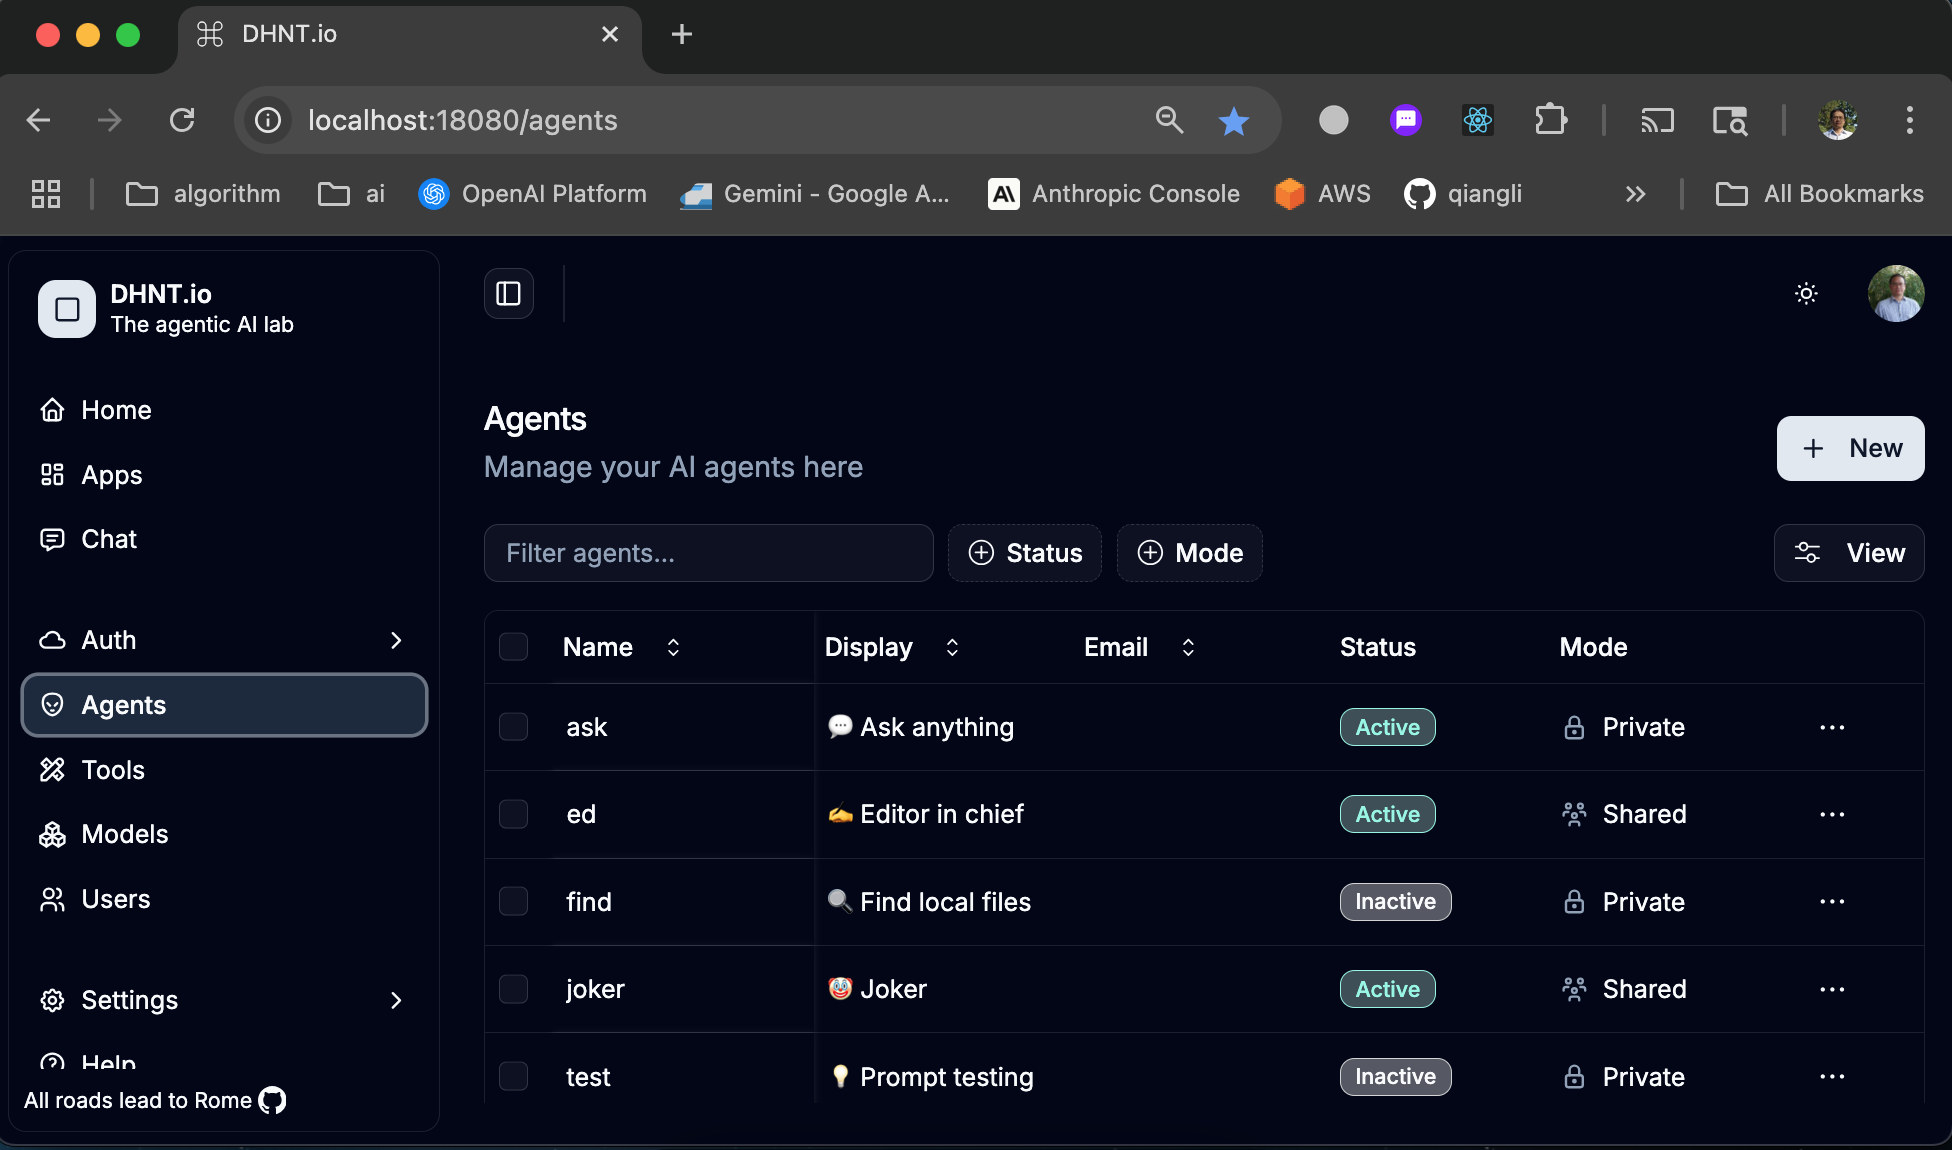 DHNT.io
localhost:18080/agents
algorithm
ai
OpenAI Platform
Gemini - Google A...
Anthropic Console
AWS
qiangli
All Bookmarks
DHNT.io
The agentic AI lab
Home
Apps
Chat
Auth
Agents
Tools
Models
Users
Settings
Help
All roads lead to Rome
Agents
Manage your AI agents here
+ New
Filter agents...
Status
Mode
View
Name Display Email Status Mode
ask 💬 Ask anything Active Private ...
ed ✍️ Editor in chief Active Shared ...
find 🔍 Find local files Inactive Private ...
joker 🤡 Joker Active Shared ...
test 💡 Prompt testing Inactive Private ...